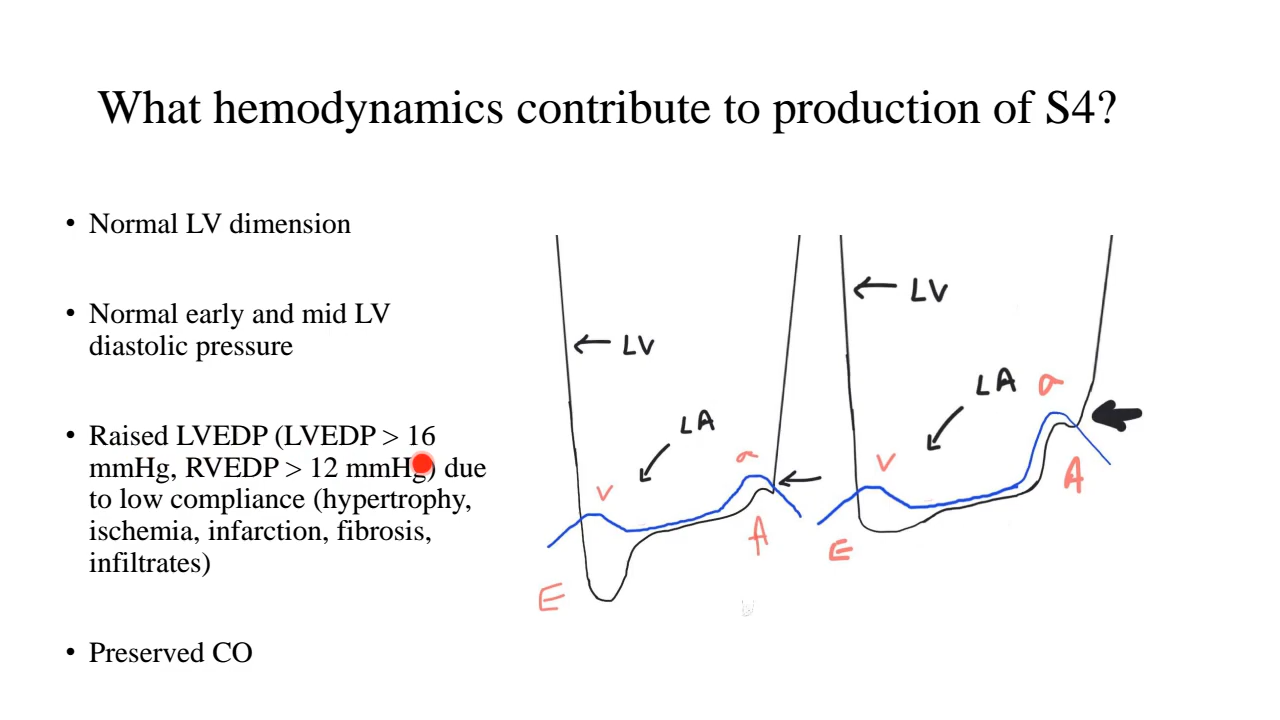 What hemodynamics contribute to production of S4?
• Normal LV dimension
• Normal early and mid LV
diastolic pressure
• Raised LVEDP (LVEDP > 16
mmHg, RVEDP > 12 mmHg) due
to low compliance (hypertrophy,
ischemia, infarction, fibrosis,
infiltrates)
• Preserved CO
LV
LA
v
a
E
A
LV
LA
a
v
E
A